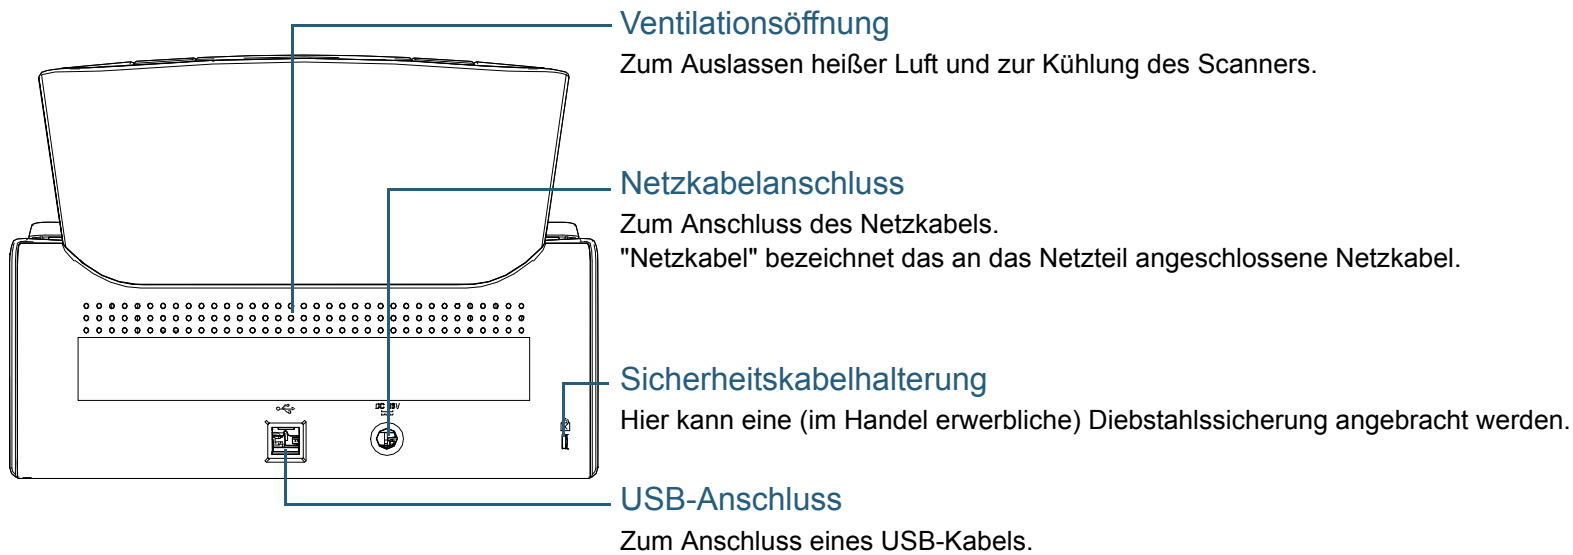 Ventilationsöffnung
Zum Auslassen heißer Luft und zur Kühlung des Scanners.
Netzkabelanschluss
Zum Anschluss des Netzkabels.
"Netzkabel" bezeichnet das an das Netzteil angeschlossene Netzkabel.
Sicherheitskabelhalterung
Hier kann eine (im Handel erwerbliche) Diebstahlssicherung angebracht werden.
USB-Anschluss
Zum Anschluss eines USB-Kabels.